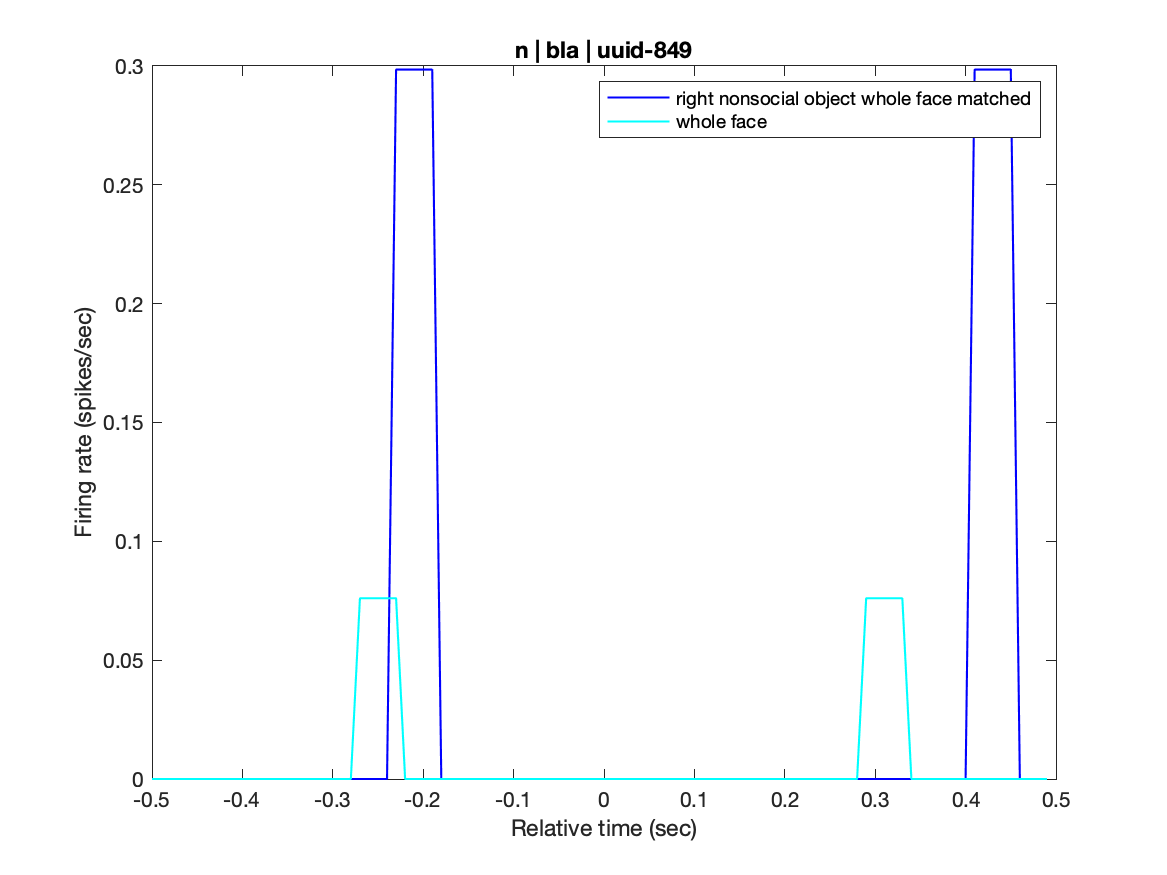 n | bla | uuid-849
0.3
0.25
0.2
0.15
0.1
0.05
0
Firing rate (spikes/sec)
right nonsocial object whole face matched
whole face
-0.5 -0.4 -0.3 -0.2 -0.1 0 0.1 0.2 0.3 0.4 0.5
Relative time (sec)